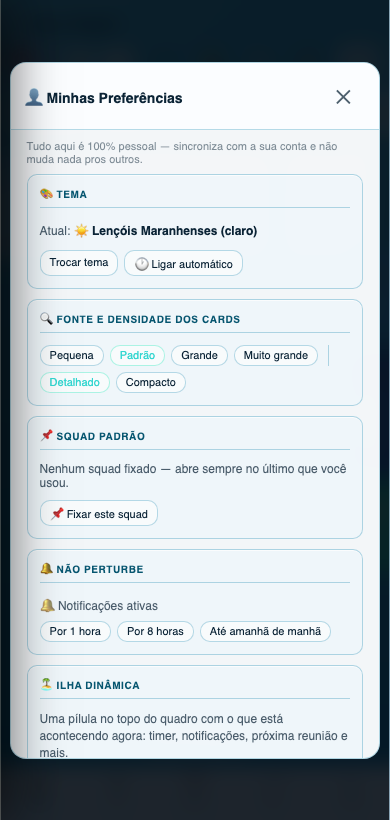 Minhas Preferências
Tudo aqui é 100% pessoal — sincroniza com a sua conta e não
muda nada pros outros.
TEMA
Atual: ☀️ Lençóis Maranhenses (claro)
Trocar tema 🕐 Ligar automático
FONTE E DENSIDADE DOS CARDS
Pequena Padrão Grande Muito grande
Detalhado Compacto
SQUAD PADRÃO
Nenhum squad fixado — abre sempre no último que você
usou.
📌 Fixar este squad
NÃO PERTURBE
🔔 Notificações ativas
Por 1 hora Por 8 horas Até amanhã de manhã
ILHA DINÂMICA
Uma pílula no topo do quadro com o que está
acontecendo agora: timer, notificações, próxima reunião e
mais.